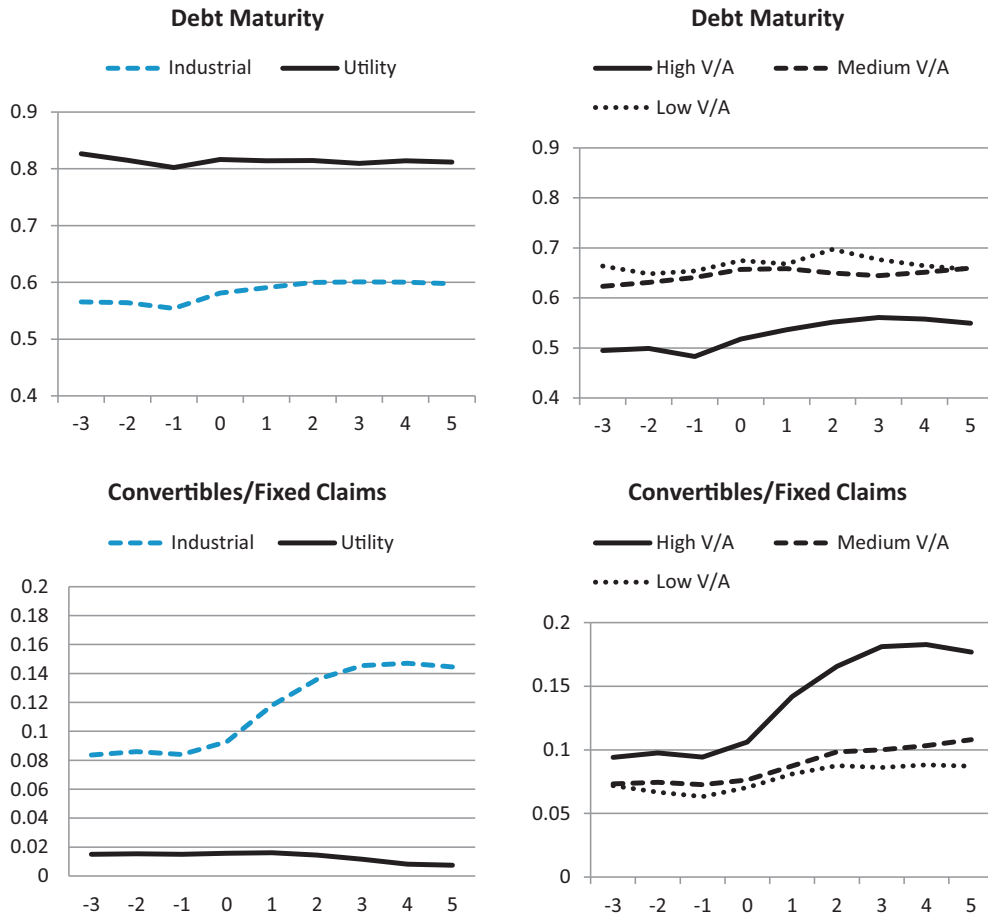 Debt Maturity
Industrial Utility
0.9
0.8
0.7
0.6
0.5
0.4
-3 -2 -1 0 1 2 3 4 5
Debt Maturity
High V/A Medium V/A
Low V/A
0.9
0.8
0.7
0.6
0.5
0.4
-3 -2 -1 0 1 2 3 4 5
Convertibles/Fixed Claims
Industrial Utility
0.2
0.18
0.16
0.14
0.12
0.1
0.08
0.06
0.04
0.02
0
-3 -2 -1 0 1 2 3 4 5
Convertibles/Fixed Claims
High V/A Medium V/A
Low V/A
0.2
0.15
0.1
0.05
0
-3 -2 -1 0 1 2 3 4 5